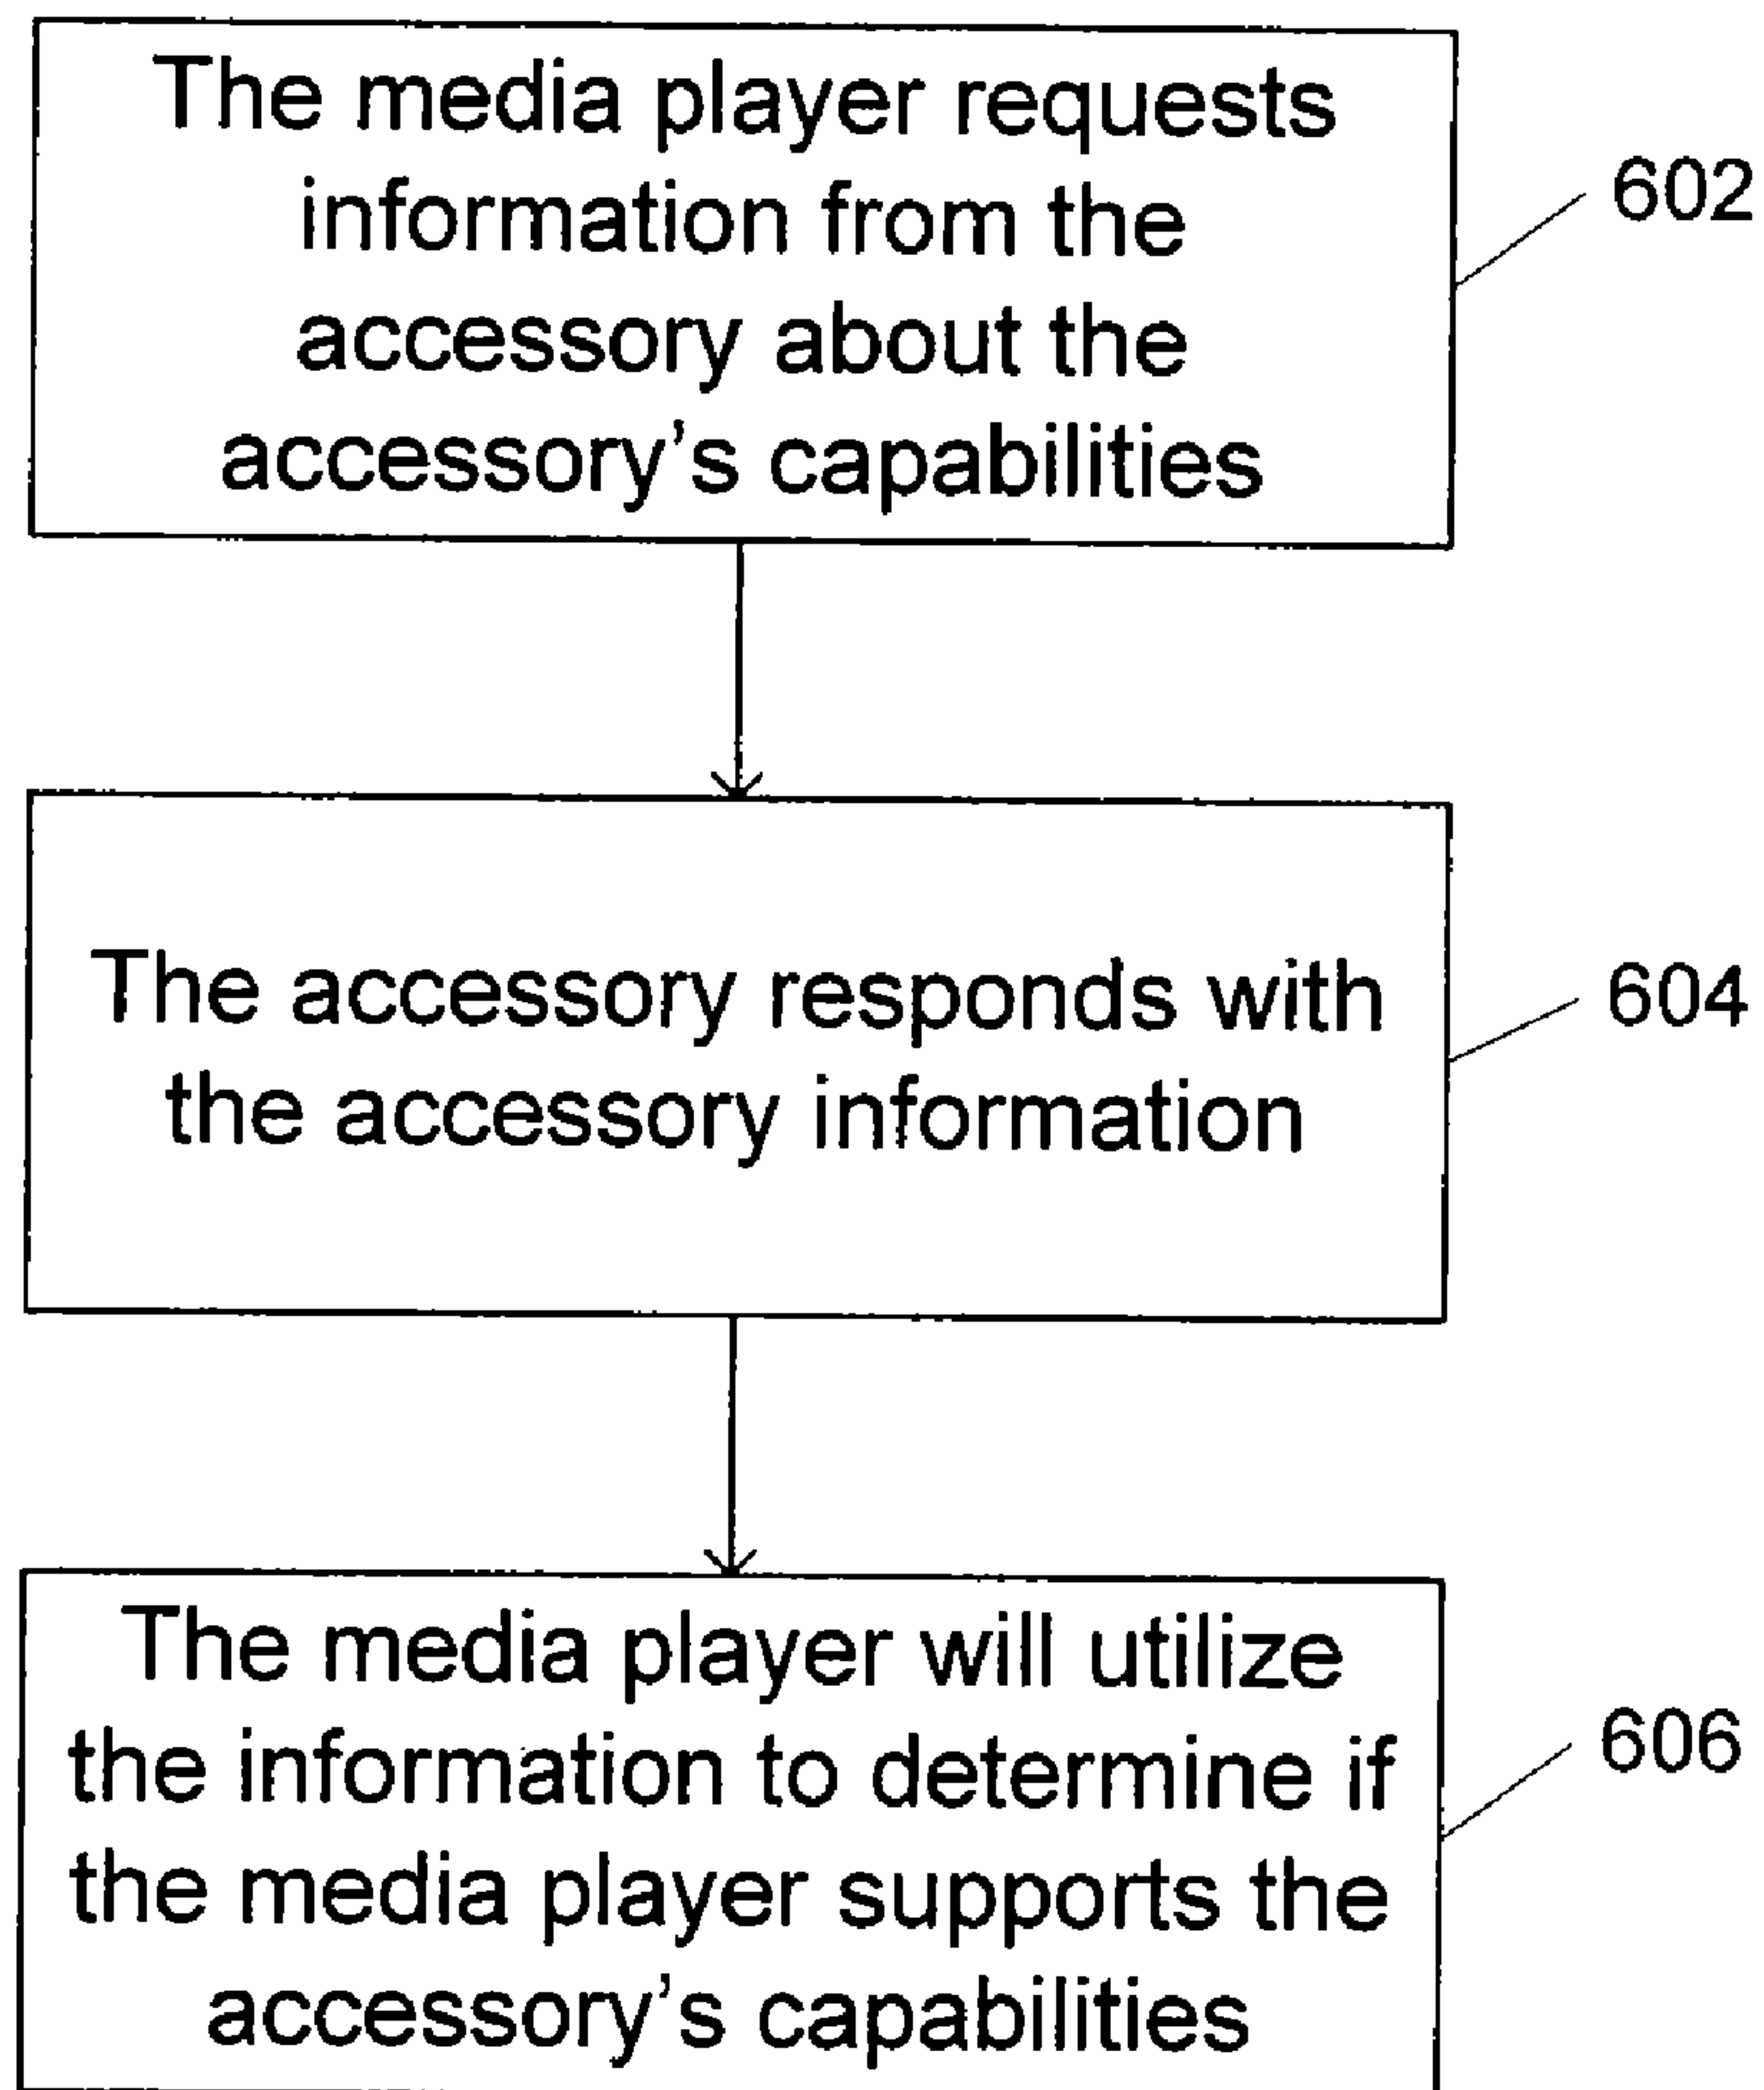 The media player requests
information from the
accessory about the
accessory's capabilities
602
The accessory responds with
the accessory information
604
The media player will utilize
the information to determine if
the media player supports the
accessory's capabilities
606